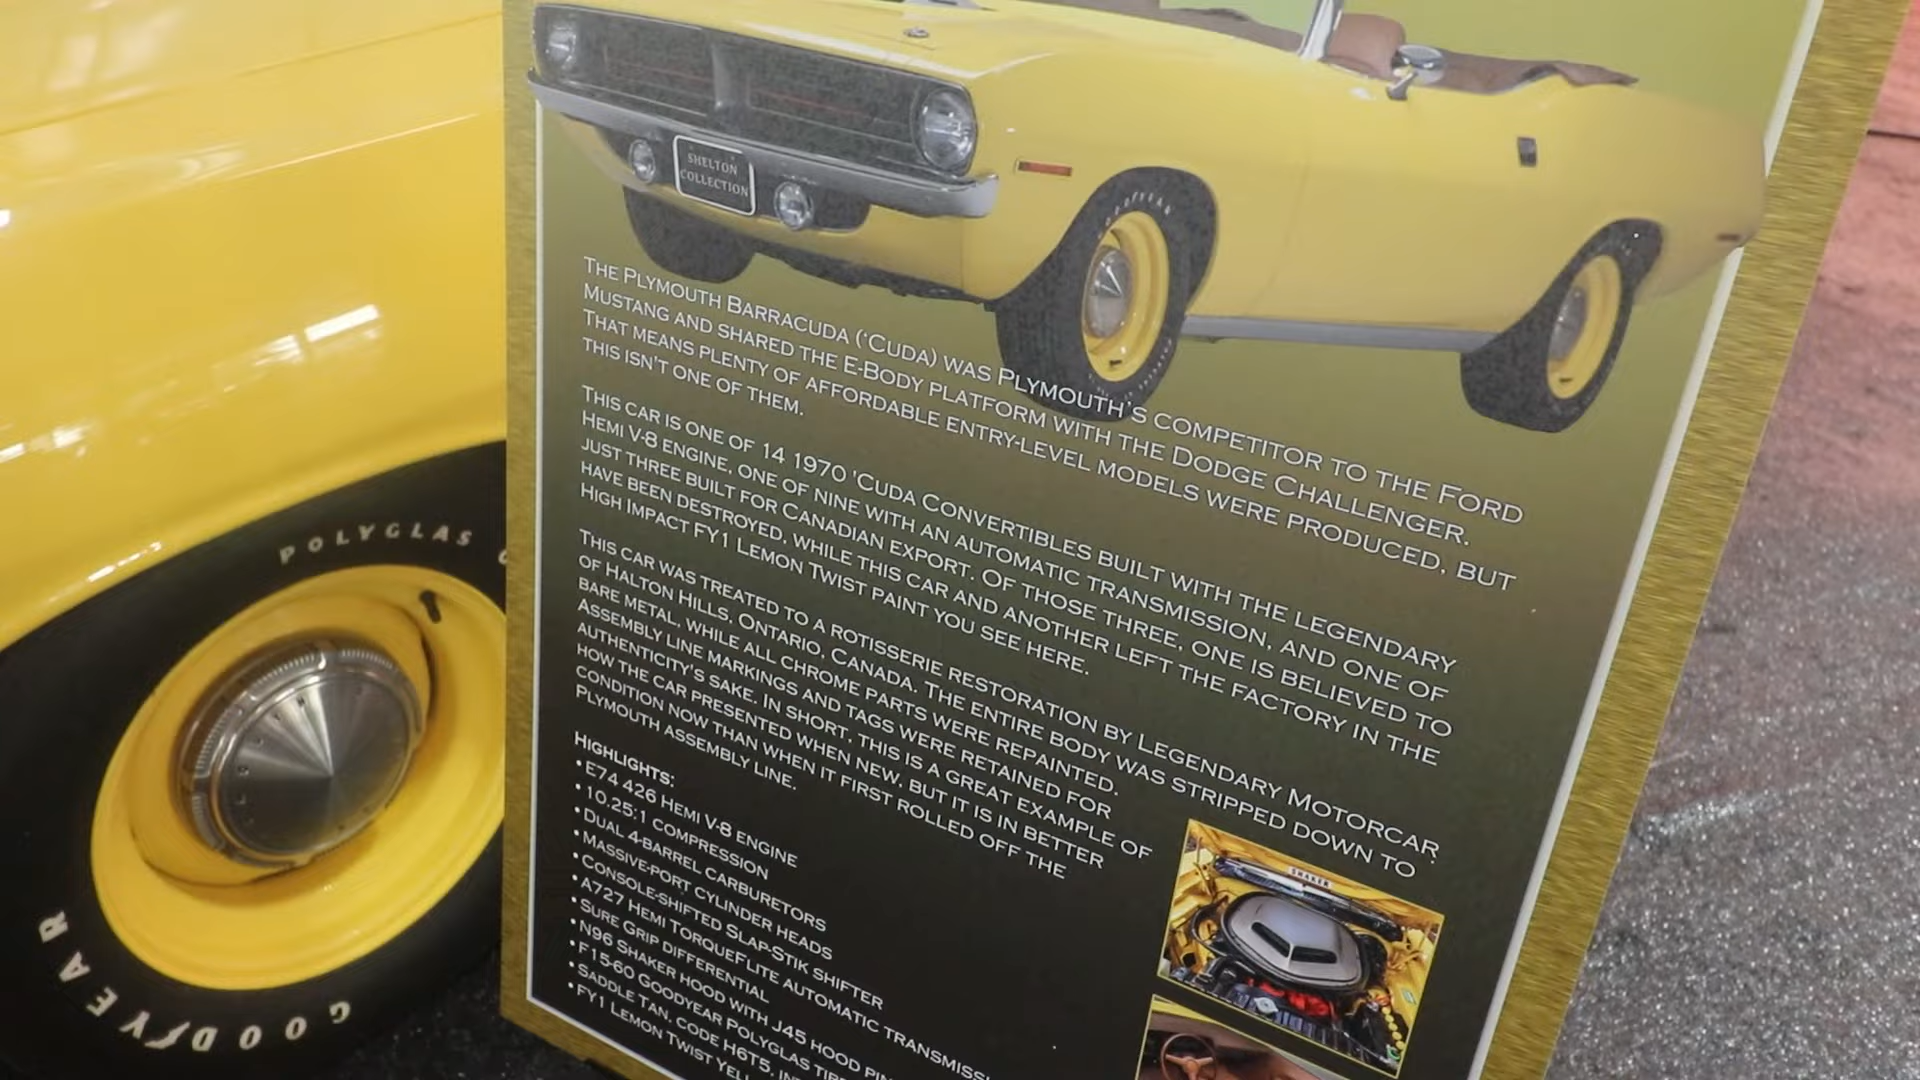 SHELTON
COLLECTION
THE PLYMOUTH BARRACUDA ('CUDA) WAS PLYMOUTH'S COMPETITOR TO THE FORD
MUSTANG AND SHARED THE E-BODY PLATFORM WITH THE DODGE CHALLENGER.
THAT MEANS PLENTY OF AFFORDABLE ENTRY-LEVEL MODELS WERE PRODUCED, BUT
THIS ISN'T ONE OF THEM.
THIS CAR IS ONE OF 14 1970 'CUDA CONVERTIBLES BUILT WITH THE LEGENDARY
HEMI V-8 ENGINE, ONE OF NINE WITH AN AUTOMATIC TRANSMISSION, AND ONE OF
JUST THREE BUILT FOR CANADIAN EXPORT. OF THOSE THREE, ONE IS BELIEVED TO
HAVE BEEN DESTROYED, WHILE THIS CAR AND ANOTHER LEFT THE FACTORY IN THE
HIGH IMPACT FY1 LEMON TWIST PAINT YOU SEE HERE.
THIS CAR WAS TREATED TO A ROTISSERIE RESTORATION BY LEGENDARY MOTORCAR
OF HALTON HILLS, ONTARIO, CANADA. THE ENTIRE BODY WAS STRIPPED DOWN TO
BARE METAL, WHILE ALL CHROME PARTS WERE REPAINTED.
ASSEMBLY LINE MARKINGS AND TAGS WERE RETAINED FOR
AUTHENTICITY'S SAKE. IN SHORT, THIS IS A GREAT EXAMPLE OF
HOW THE CAR PRESENTED WHEN NEW, BUT IT IS IN BETTER
CONDITION NOW THAN WHEN IT FIRST ROLLED OFF THE
PLYMOUTH ASSEMBLY LINE.
HIGHLIGHTS:
• E74 426 HEMI V-8 ENGINE
• 10.25:1 COMPRESSION
• DUAL 4-BARREL CARBURETORS
• MASSIVE-PORT CYLINDER HEADS
• CONSOLE-SHIFTED SLAP-STIK SHIFTER
• A727 HEMI TORQUEFLITE AUTOMATIC TRANSMISSI
• SURE GRIP DIFFERENTIAL
• N96 SHAKER HOOD WITH J45 HOOD PIN
• F15-60 GOODYEAR POLYGLAS TIRE
• SADDLE TAN, CODE H6T5, INT
• FY1 LEMON TWIST YELL
SHAKER
POLYGLAS
GOODYEAR
GOODYEAR